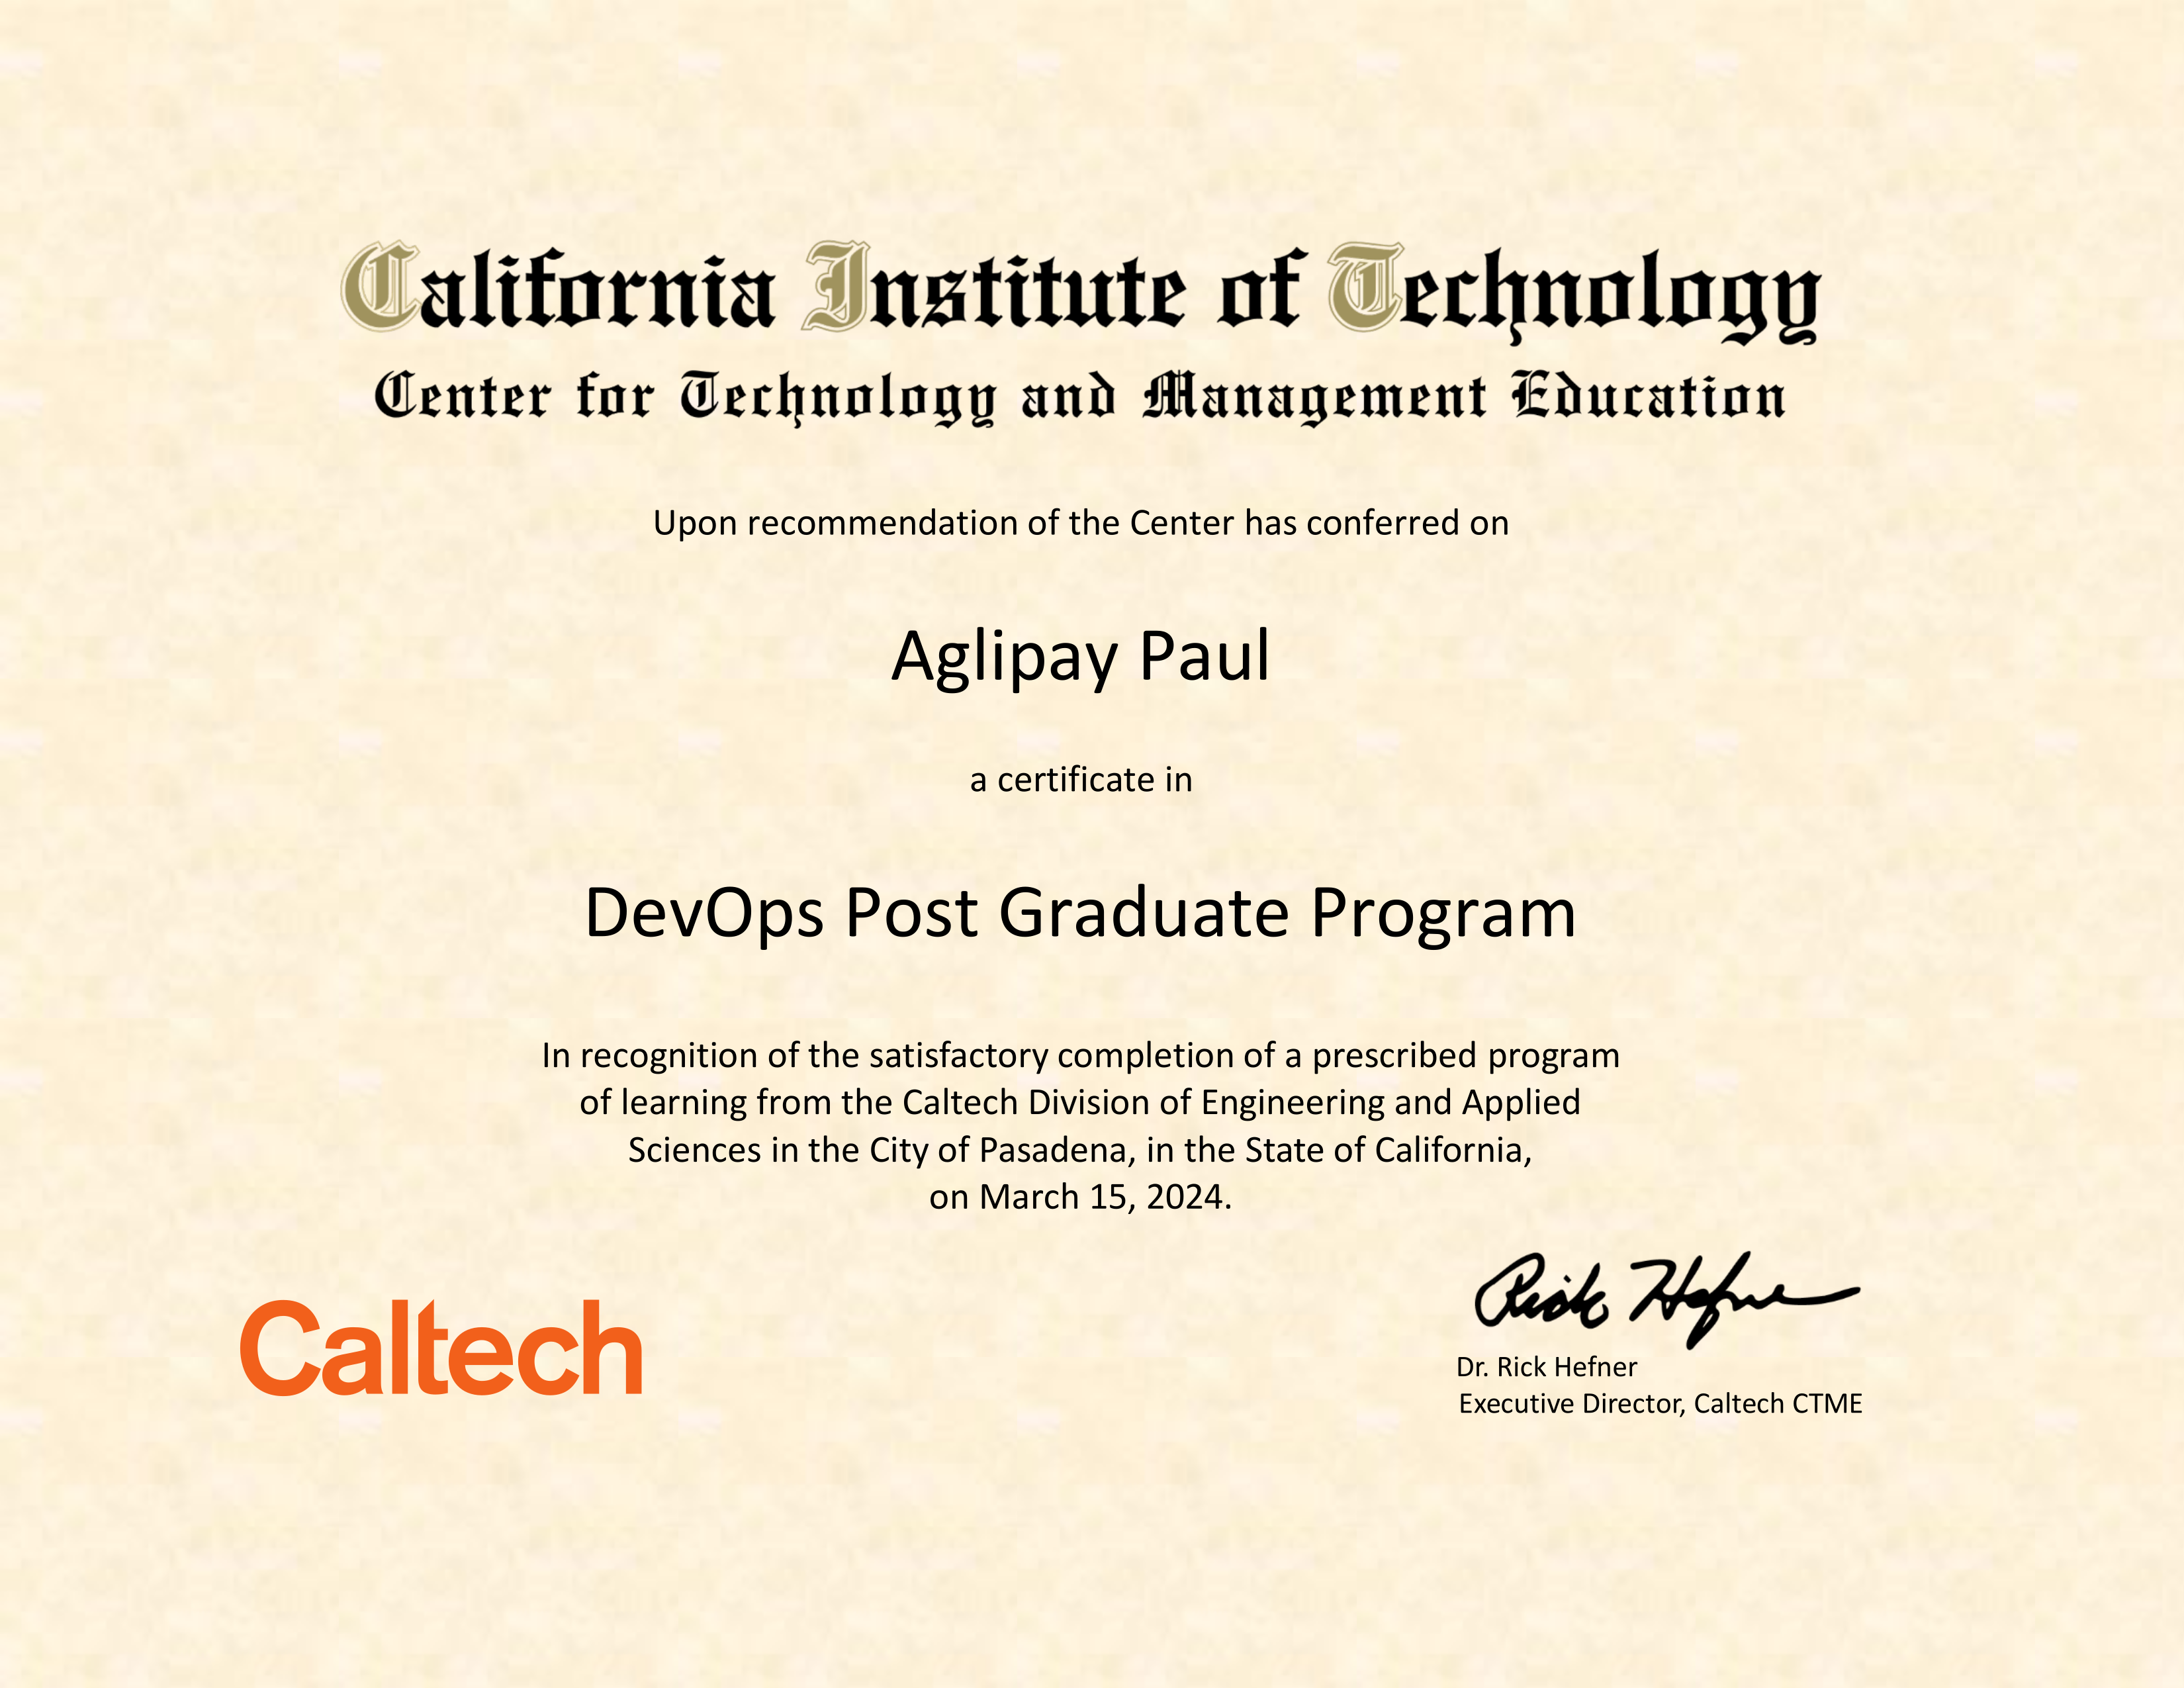 California Institute of Technology
Center for Technology and Management Education
Upon recommendation of the Center has conferred on
Aglipay Paul
a certificate in
DevOps Post Graduate Program
In recognition of the satisfactory completion of a prescribed program
of learning from the Caltech Division of Engineering and Applied
Sciences in the City of Pasadena, in the State of California,
on March 15, 2024.
Caltech
Rick Hefner
Dr. Rick Hefner
Executive Director, Caltech CTME